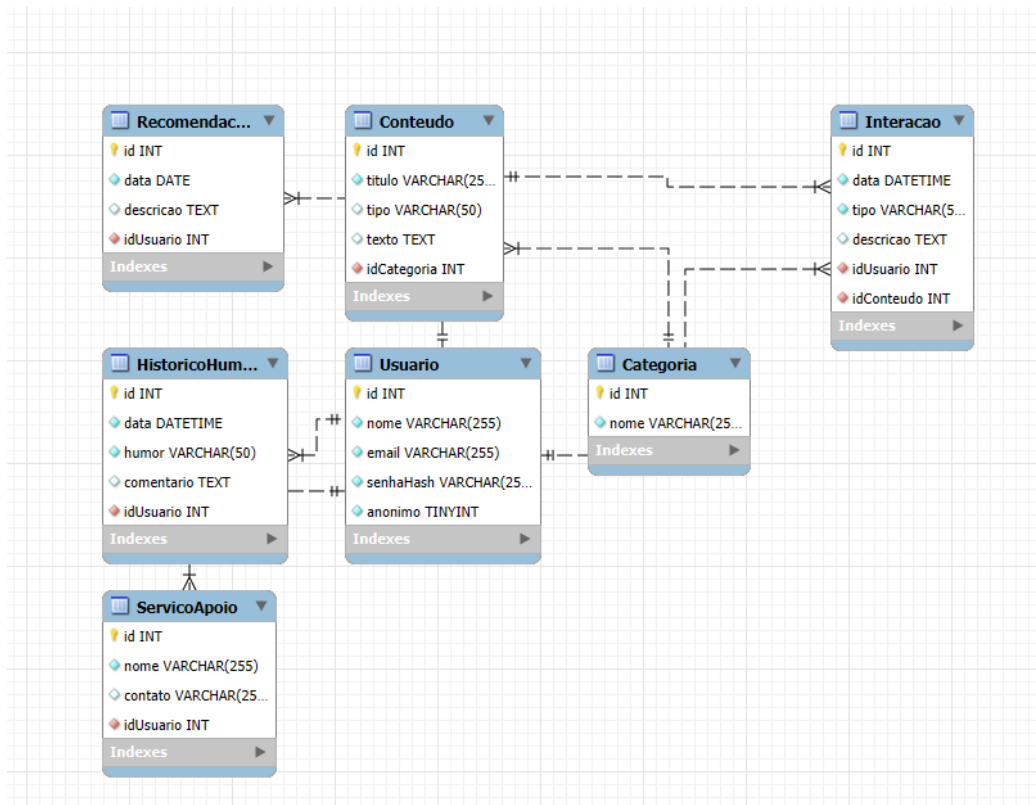 Recomendac...
id INT
data DATE
descricao TEXT
idUsuario INT
Indexes
Conteudo
id INT
titulo VARCHAR(25...
tipo VARCHAR(50)
texto TEXT
idCategoria INT
Indexes
Interacao
id INT
data DATETIME
tipo VARCHAR(5...
descricao TEXT
idUsuario INT
idConteudo INT
Indexes
HistoricoHum...
id INT
data DATETIME
humor VARCHAR(50)
comentario TEXT
idUsuario INT
Indexes
Usuario
id INT
nome VARCHAR(255)
email VARCHAR(255)
senhaHash VARCHAR(25...
anonimo TINYINT
Indexes
Categoria
id INT
nome VARCHAR(25...
Indexes
ServicoApoio
id INT
nome VARCHAR(255)
contato VARCHAR(25...
idUsuario INT
Indexes